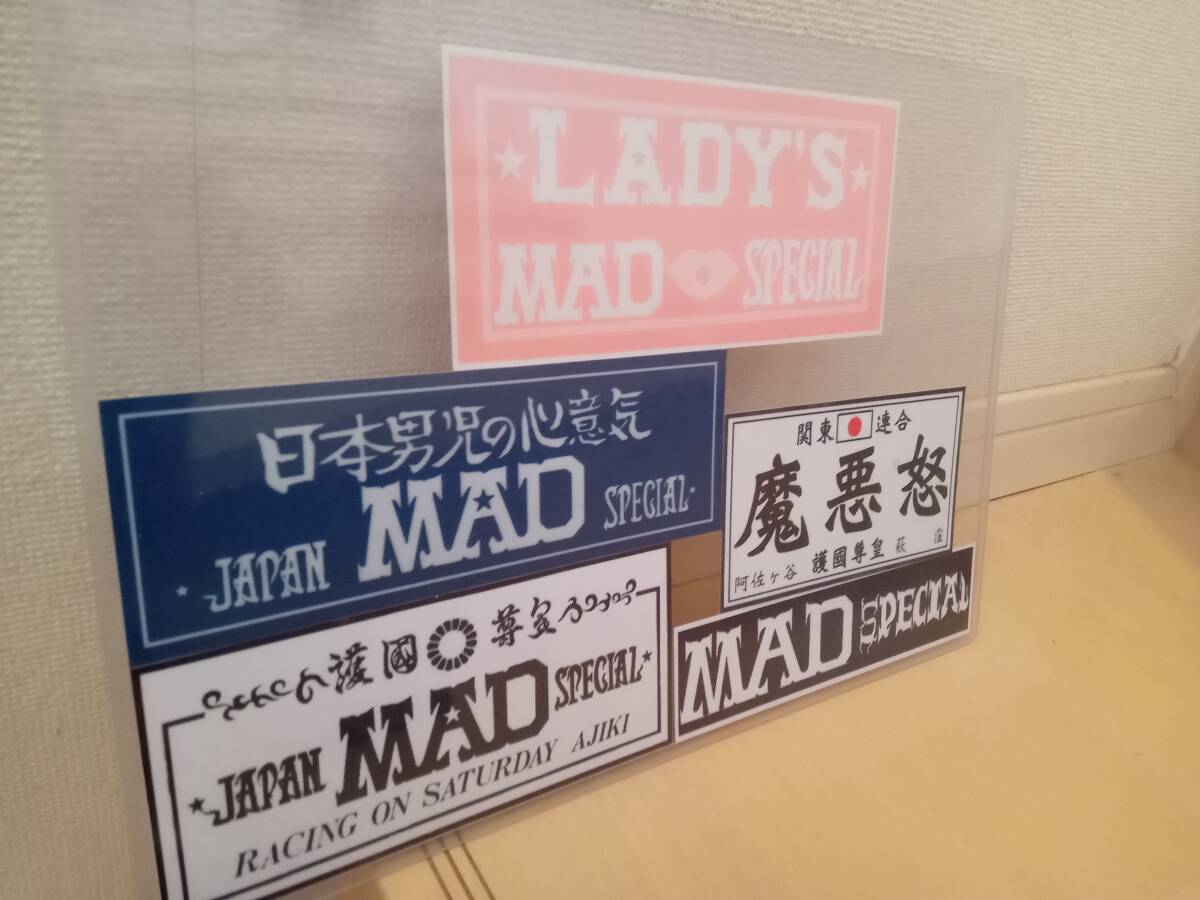 LADY'S
MAD SPECIAL
日本男児の心意気
JAPAN MAD SPECIAL
関東 連合
魔悪怒
阿佐ヶ谷 護國尊皇 荻窪
MAD SPECIAL
護國 尊皇
JAPAN MAD SPECIAL
RACING ON SATURDAY AJIKI